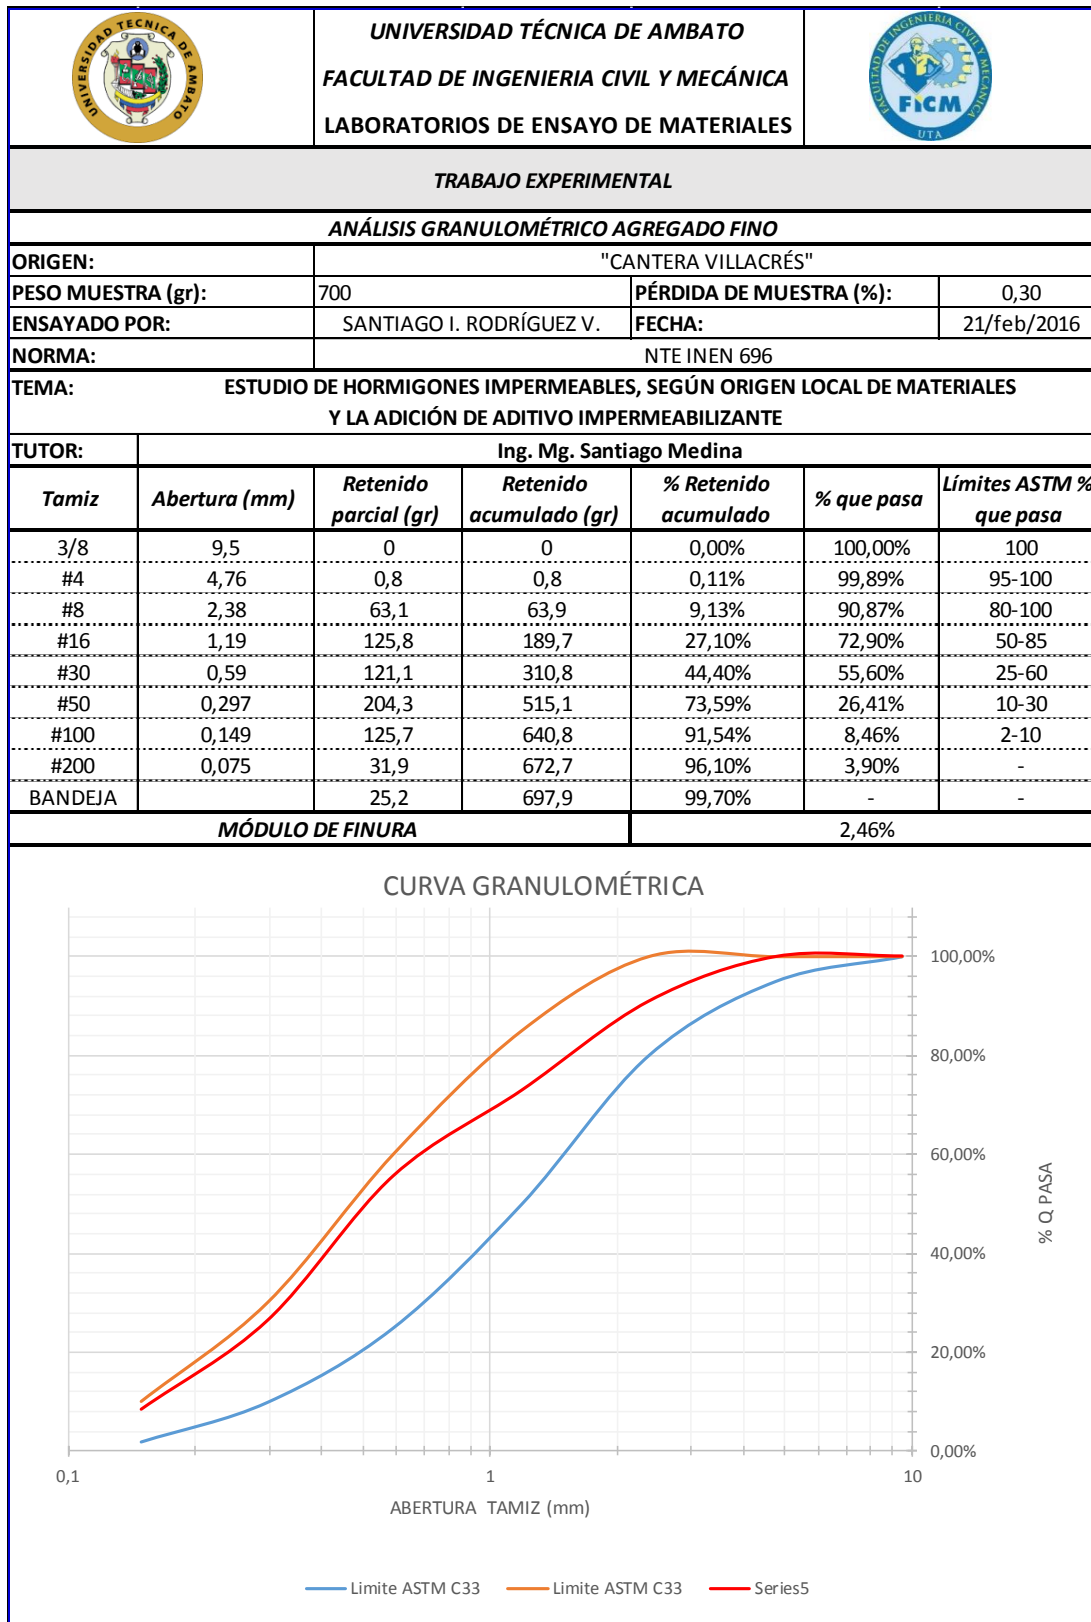 UNIVERSIDAD TECNICA DE AMBATO
UNIVERSIDAD TÉCNICA DE AMBATO
FACULTAD DE INGENIERIA CIVIL Y MECÁNICA
LABORATORIOS DE ENSAYO DE MATERIALES
FACULTAD DE INGENIERIA CIVIL Y MECANICA
FICM
UTA
TRABAJO EXPERIMENTAL
ANÁLISIS GRANULOMÉTRICO AGREGADO FINO
ORIGEN: "CANTERA VILLACRÉS"
PESO MUESTRA (gr): 700 PÉRDIDA DE MUESTRA (%): 0,30
ENSAYADO POR: SANTIAGO I. RODRÍGUEZ V. FECHA: 21/feb/2016
NORMA: NTE INEN 696
TEMA: ESTUDIO DE HORMIGONES IMPERMEABLES, SEGÚN ORIGEN LOCAL DE MATERIALES
Y LA ADICIÓN DE ADITIVO IMPERMEABILIZANTE
TUTOR: Ing. Mg. Santiago Medina
Tamiz Abertura (mm) Retenido parcial (gr) Retenido acumulado (gr) % Retenido acumulado % que pasa Límites ASTM % que pasa
3/8 9,5 0 0 0,00% 100,00% 100
#4 4,76 0,8 0,8 0,11% 99,89% 95-100
#8 2,38 63,1 63,9 9,13% 90,87% 80-100
#16 1,19 125,8 189,7 27,10% 72,90% 50-85
#30 0,59 121,1 310,8 44,40% 55,60% 25-60
#50 0,297 204,3 515,1 73,59% 26,41% 10-30
#100 0,149 125,7 640,8 91,54% 8,46% 2-10
#200 0,075 31,9 672,7 96,10% 3,90% -
BANDEJA 25,2 697,9 99,70% - -
MÓDULO DE FINURA 2,46%
CURVA GRANULOMÉTRICA
100,00%
80,00%
60,00%
40,00%
20,00%
0,00%
% Q PASA
0,1 1 10
ABERTURA TAMIZ (mm)
Limite ASTM C33 Limite ASTM C33 Series5